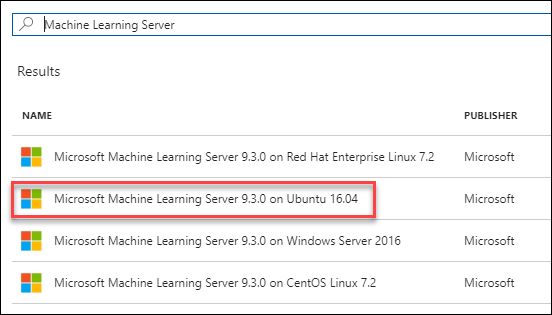 Machine Learning Server
Results
NAME PUBLISHER
Microsoft Machine Learning Server 9.3.0 on Red Hat Enterprise Linux 7.2 Microsoft
Microsoft Machine Learning Server 9.3.0 on Ubuntu 16.04 Microsoft
Microsoft Machine Learning Server 9.3.0 on Windows Server 2016 Microsoft
Microsoft Machine Learning Server 9.3.0 on CentOS Linux 7.2 Microsoft